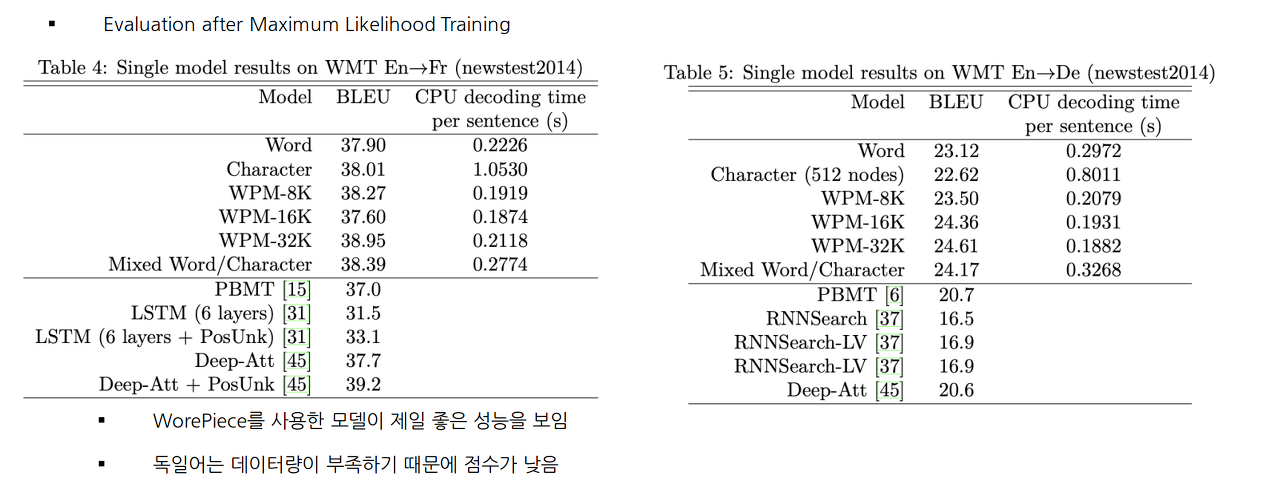 ▪ Evaluation after Maximum Likelihood Training
Table 4: Single model results on WMT En→Fr (newstest2014)
Model BLEU CPU decoding time
per sentence (s)
Word 37.90 0.2226
Character 38.01 1.0530
WPM-8K 38.27 0.1919
WPM-16K 37.60 0.1874
WPM-32K 38.95 0.2118
Mixed Word/Character 38.39 0.2774
PBMT [15] 37.0
LSTM (6 layers) [31] 31.5
LSTM (6 layers + PosUnk) [31] 33.1
Deep-Att [45] 37.7
Deep-Att + PosUnk [45] 39.2
Table 5: Single model results on WMT En→De (newstest2014)
Model BLEU CPU decoding time
per sentence (s)
Word 23.12 0.2972
Character (512 nodes) 22.62 0.8011
WPM-8K 23.50 0.2079
WPM-16K 24.36 0.1931
WPM-32K 24.61 0.1882
Mixed Word/Character 24.17 0.3268
PBMT [6] 20.7
RNNSearch [37] 16.5
RNNSearch-LV [37] 16.9
RNNSearch-LV [37] 16.9
Deep-Att [45] 20.6
▪ WorePiece를 사용한 모델이 제일 좋은 성능을 보임
▪ 독일어는 데이터량이 부족하기 때문에 점수가 낮음